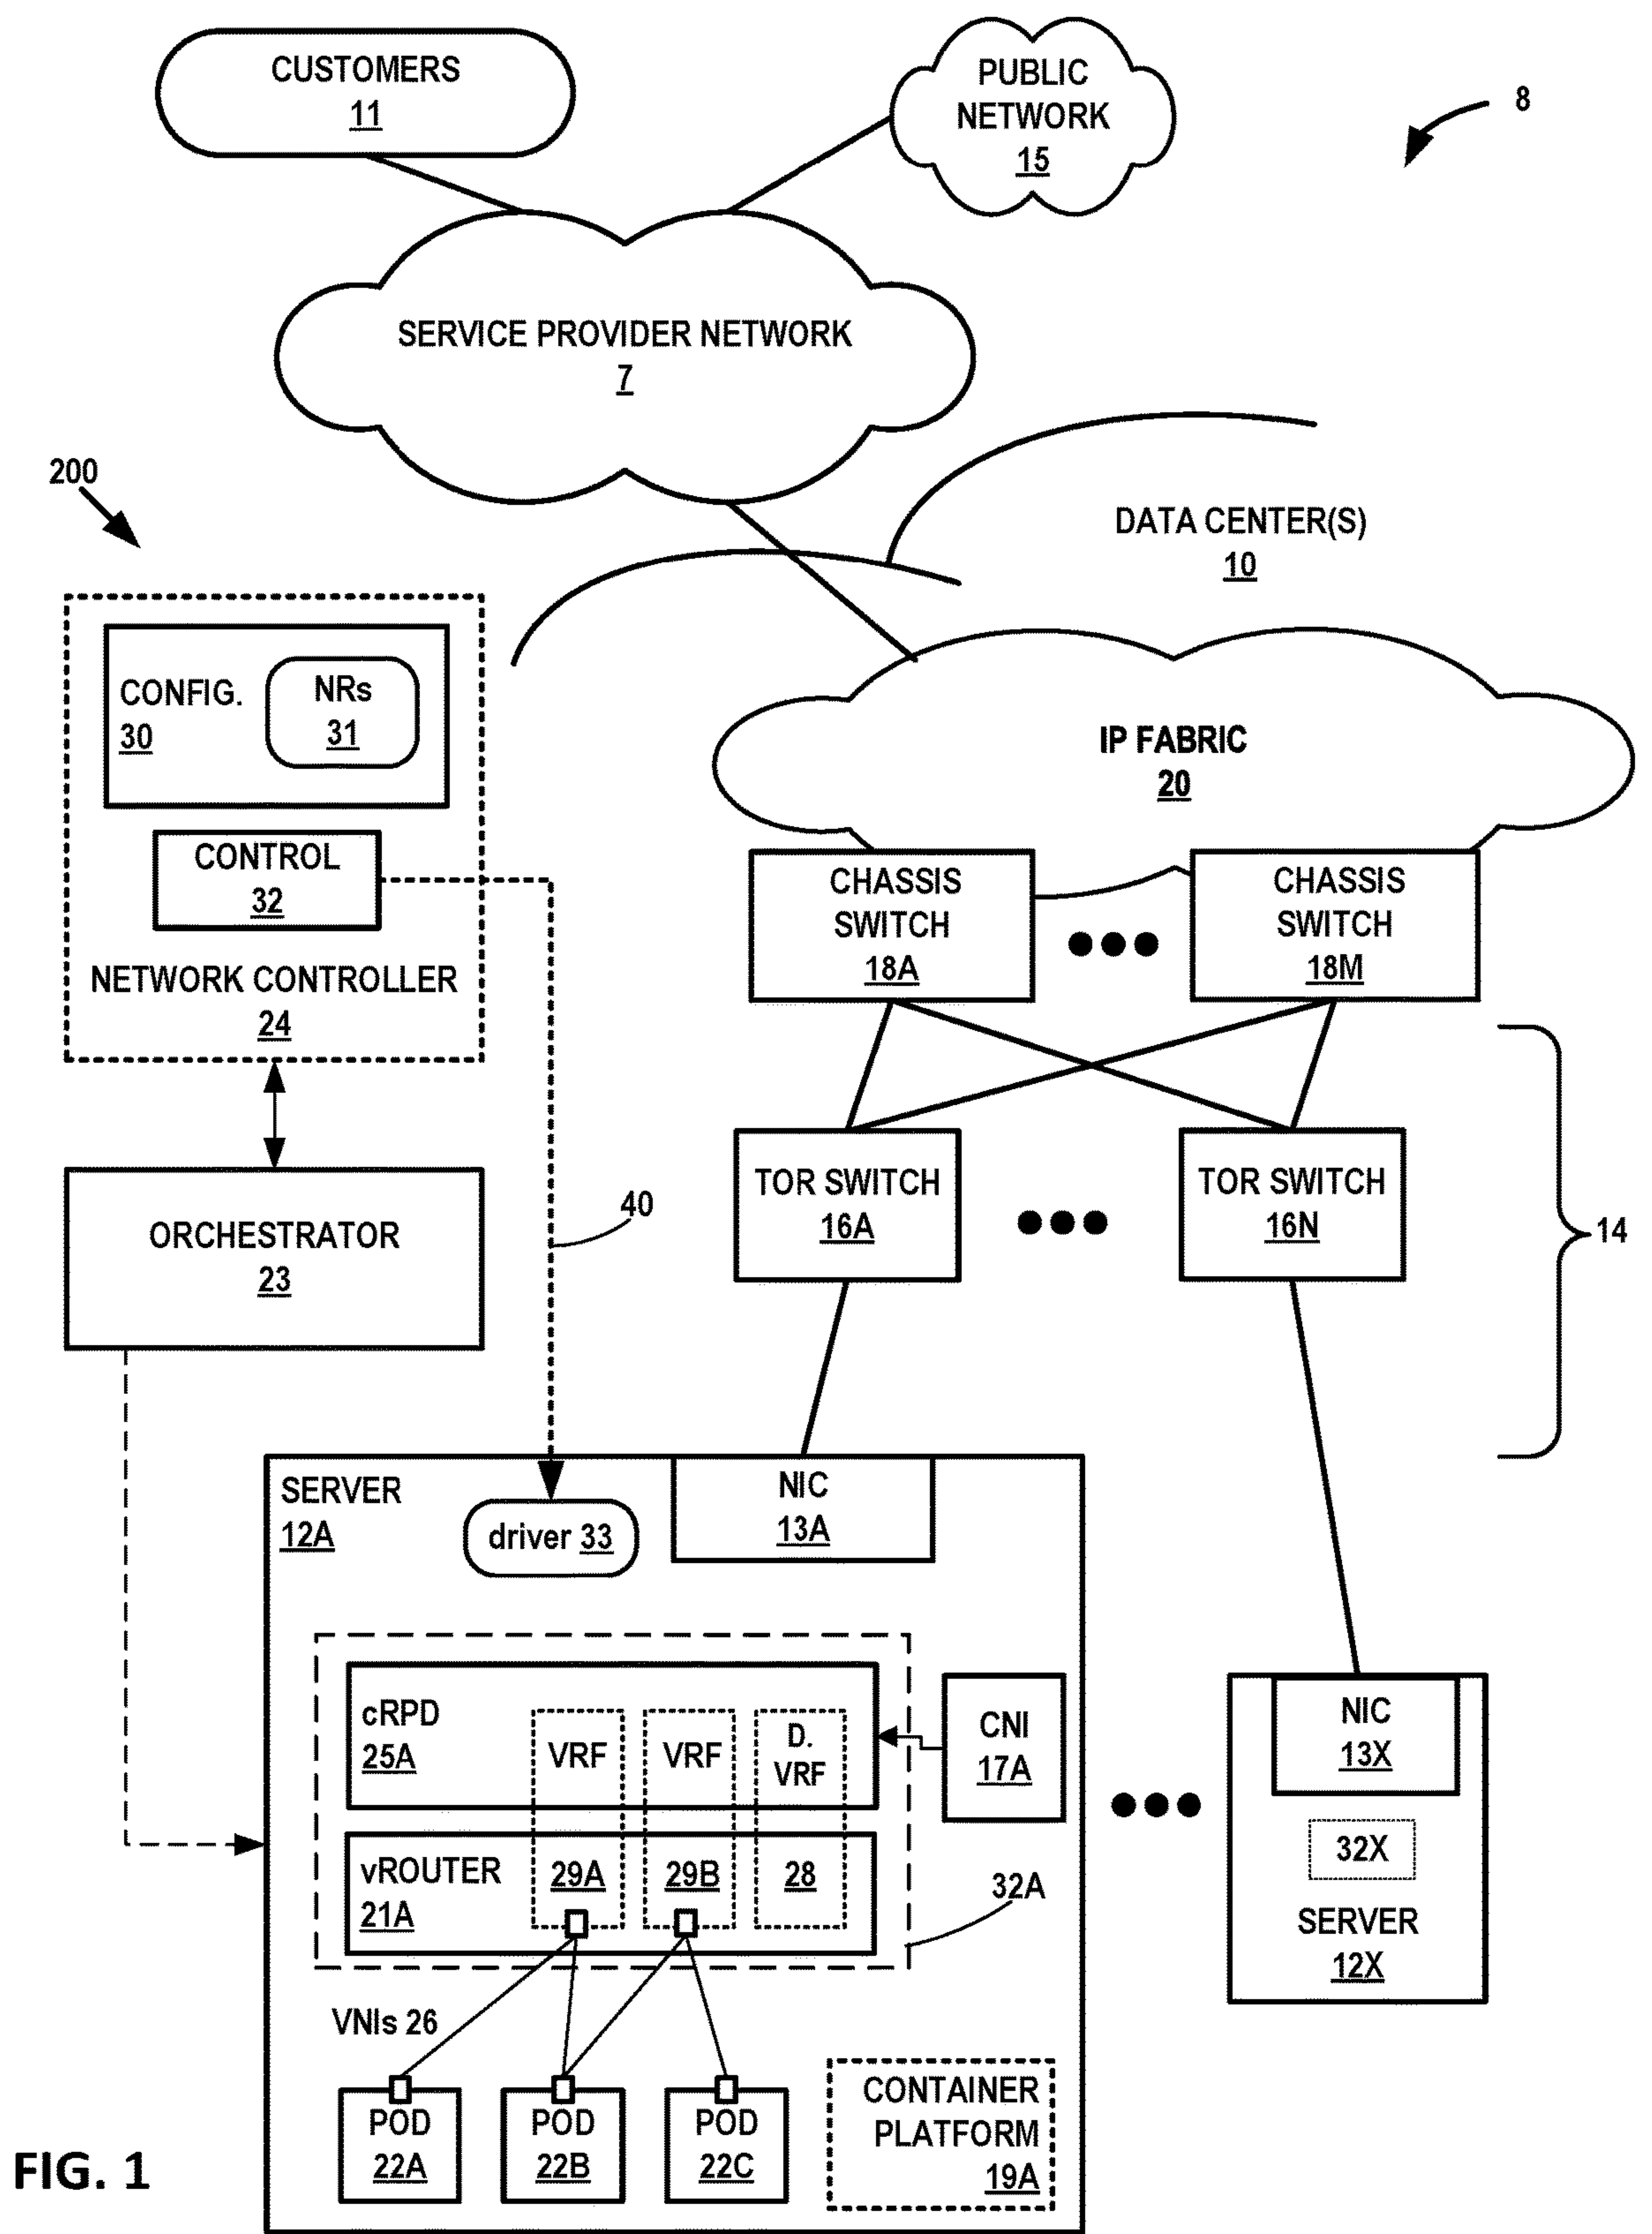 CUSTOMERS
11
PUBLIC
NETWORK
15
8
SERVICE PROVIDER NETWORK
7
200
DATA CENTER(S)
10
CONFIG.
30
NRs
31
IP FABRIC
20
CONTROL
32
CHASSIS
SWITCH
18A
CHASSIS
SWITCH
18M
NETWORK CONTROLLER
24
TOR SWITCH
16A
TOR SWITCH
16N
14
ORCHESTRATOR
23
40
SERVER
12A
driver 33
NIC
13A
cRPD
25A
VRF
VRF
D.
VRF
CNI
17A
NIC
13X
vROUTER
21A
29A
29B
28
32A
32X
SERVER
12X
VNIs 26
POD
22A
POD
22B
POD
22C
CONTAINER
PLATFORM
19A
FIG. 1